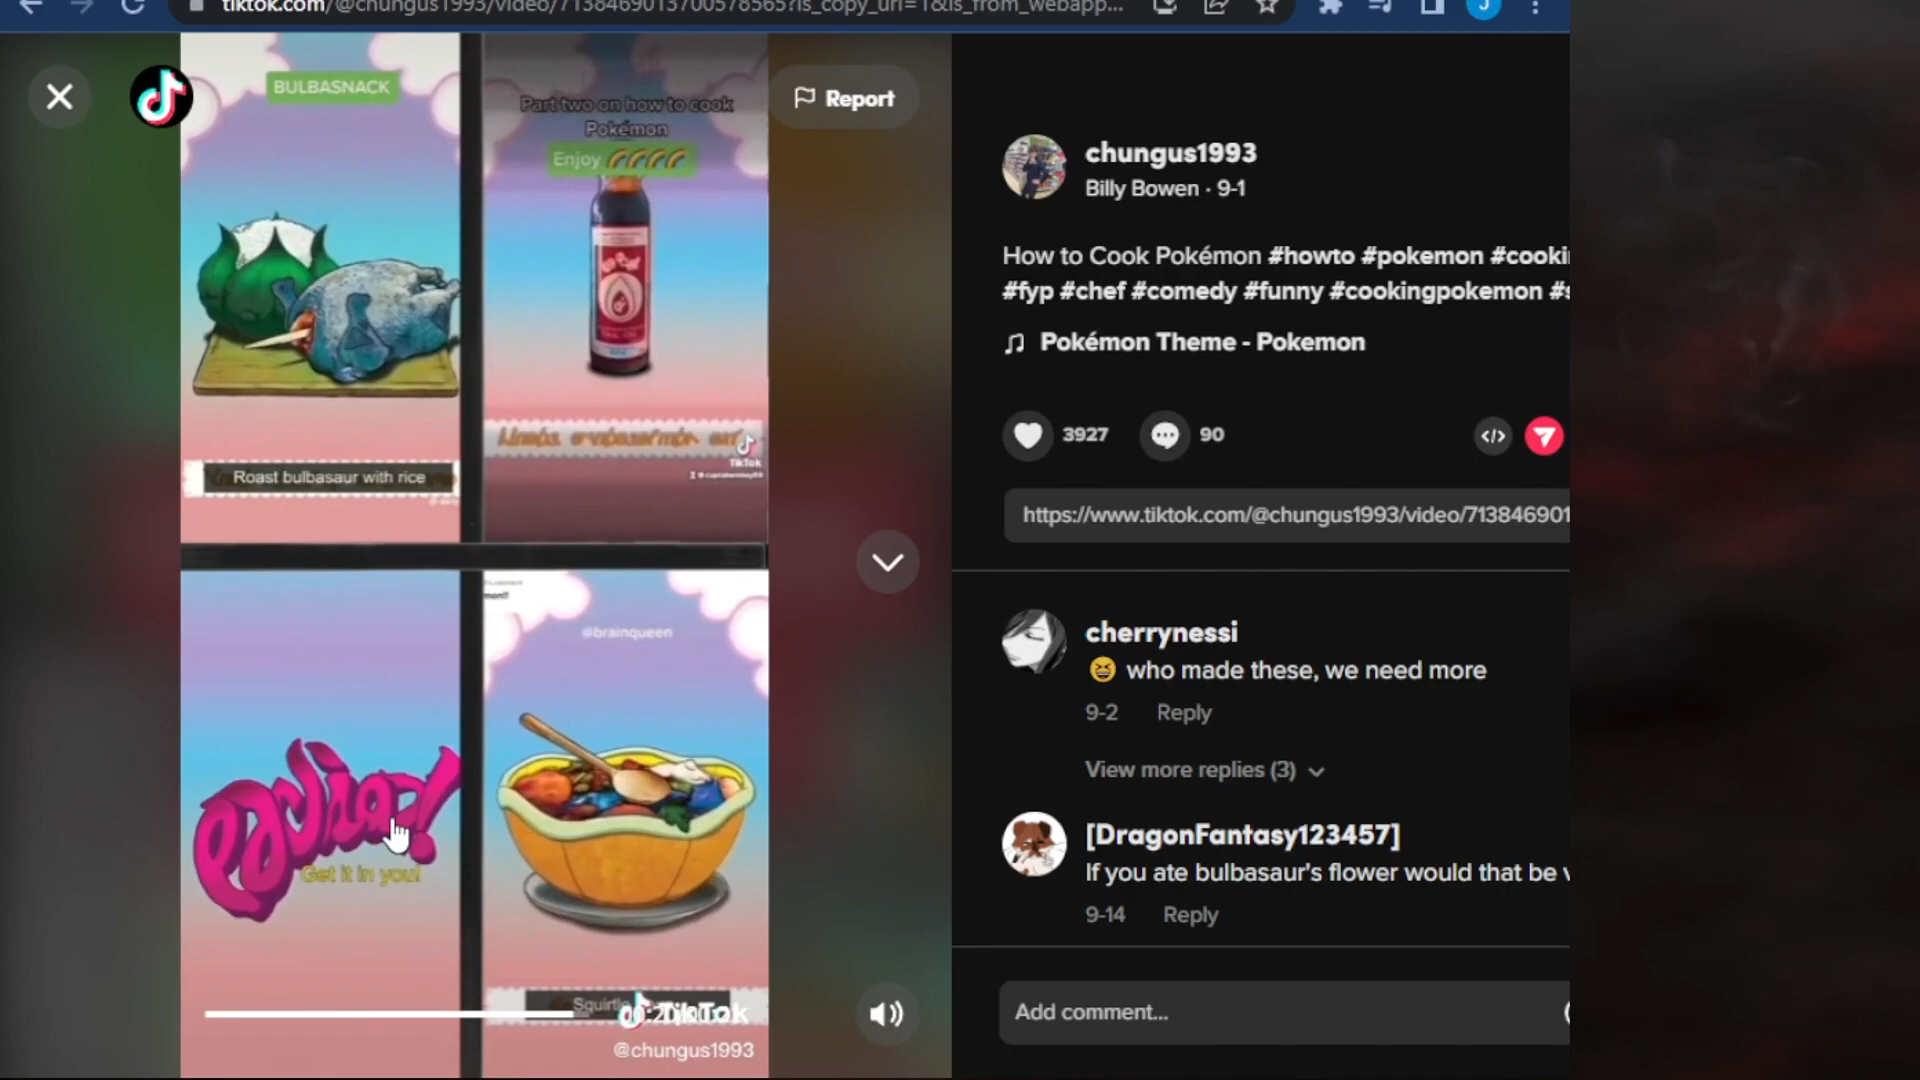 tiktok.com/@chungus1993/video/7138469013700578565?is_copy_url=1&is_from_webapp...
J
BULBASNACK
Roast bulbasaur with rice
Part two on how to cook
Pokémon
Enjoy
TikTok
Report
Get it in you!
@brainqueen
Squirtle
TikTok
@chungus1993
chungus1993
Billy Bowen · 9-1
How to Cook Pokémon #howto #pokemon
#fyp #chef #comedy #funny #cookingpokemon
Pokémon Theme - Pokemon
3927
90
https://www.tiktok.com/@chungus1993/video/713846901
cherrynessi
😆 who made these, we need more
9-2 Reply
View more replies (3)
[DragonFantasy123457]
If you ate bulbasaur's flower would that be
9-14 Reply
Add comment...